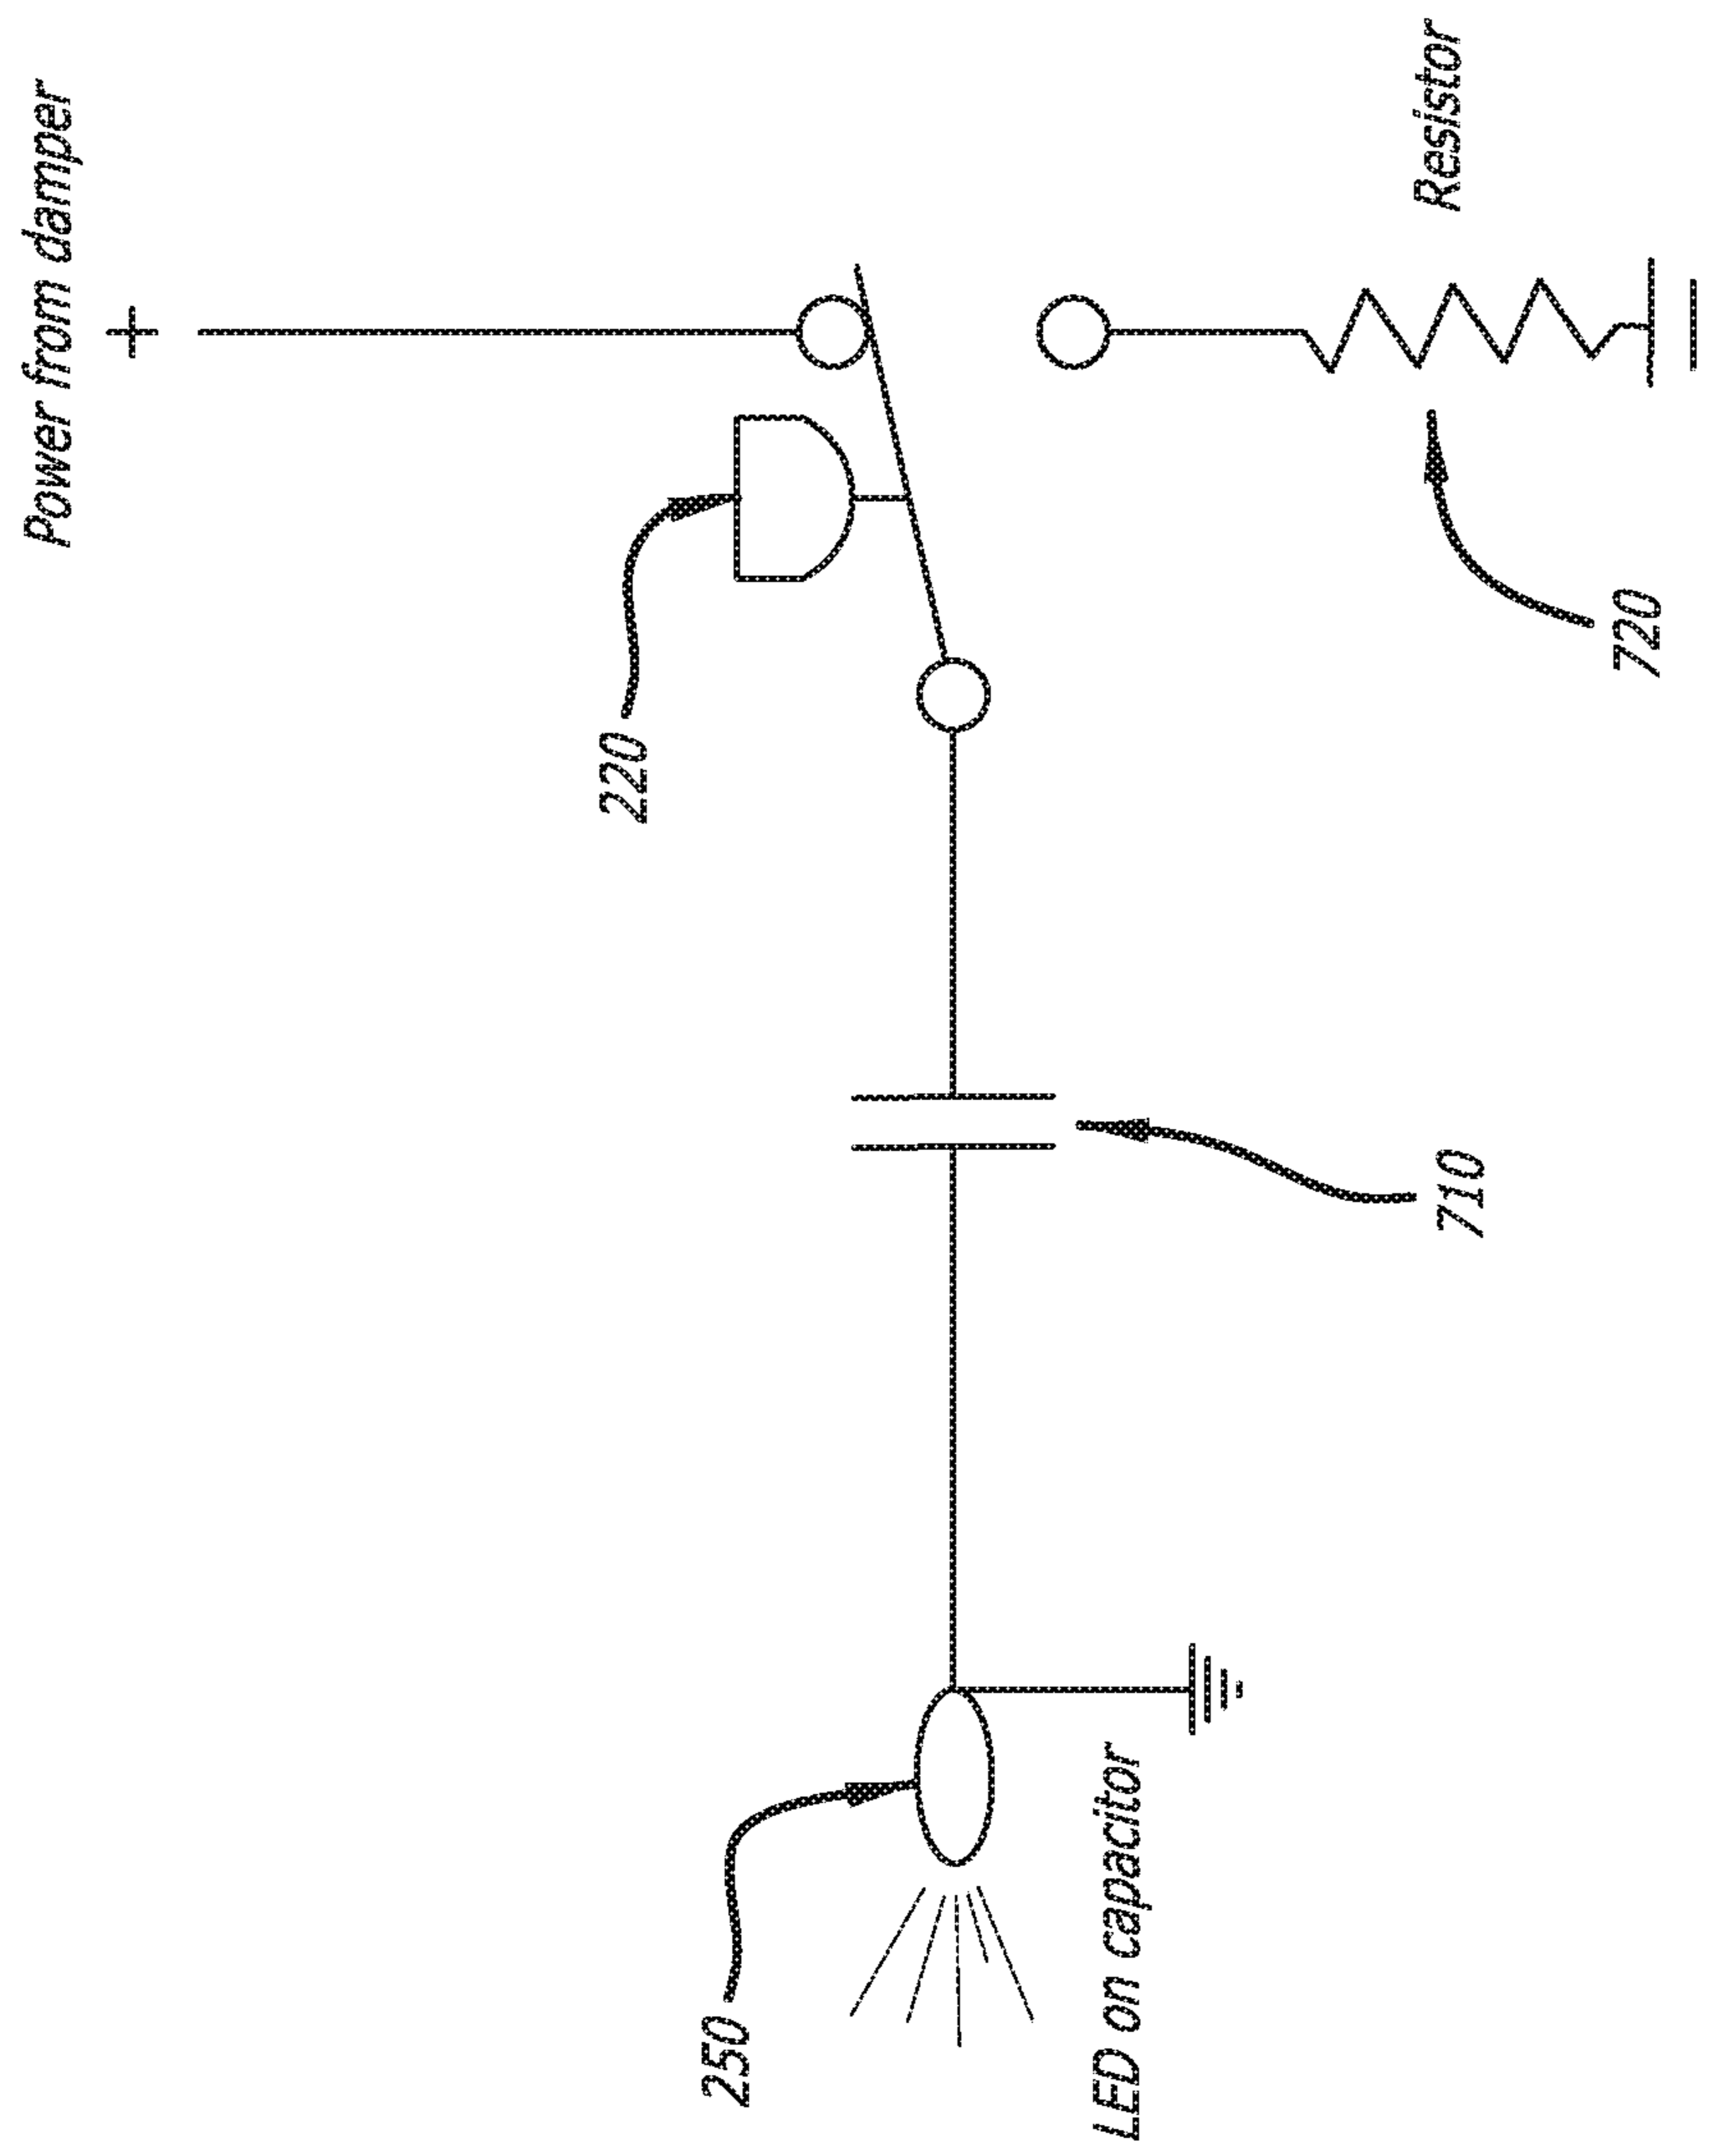 Power from damper
+
220
Resistor
720
710
250
LED on capacitor